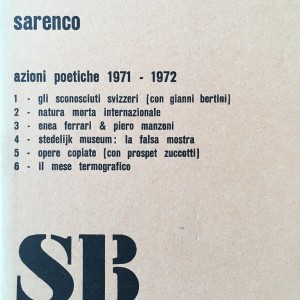 sarenco
azioni poetiche 1971 - 1972
1 - gli sconosciuti svizzeri (con gianni bertini)
2 - natura morta internazionale
3 - enea ferrari & piero manzoni
4 - stedelijk museum: la falsa mostra
5 - opere copiate (con prospet zuccotti)
6 - il mese termografico
SB